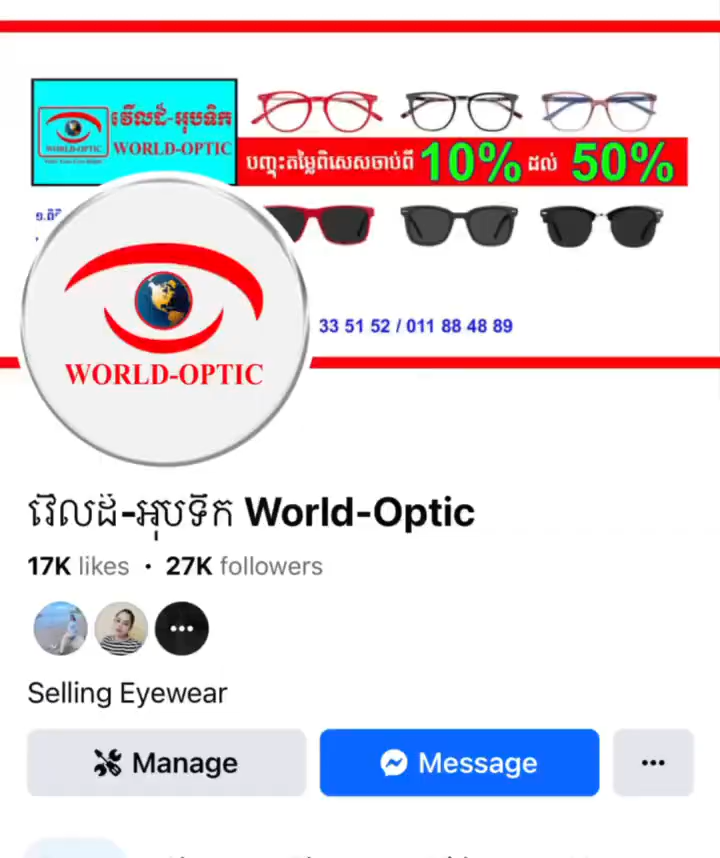 វើលដ៍-អុបទិក
WORLD-OPTIC
WORLD-OPTIC
បញ្ចុះតម្លៃពិសេសចាប់ពី 10% ដល់ 50%
33 51 52 / 011 88 48 89
WORLD-OPTIC
វើលដ៍-អុបទិក World-Optic
17K likes • 27K followers
Selling Eyewear
Manage
Message